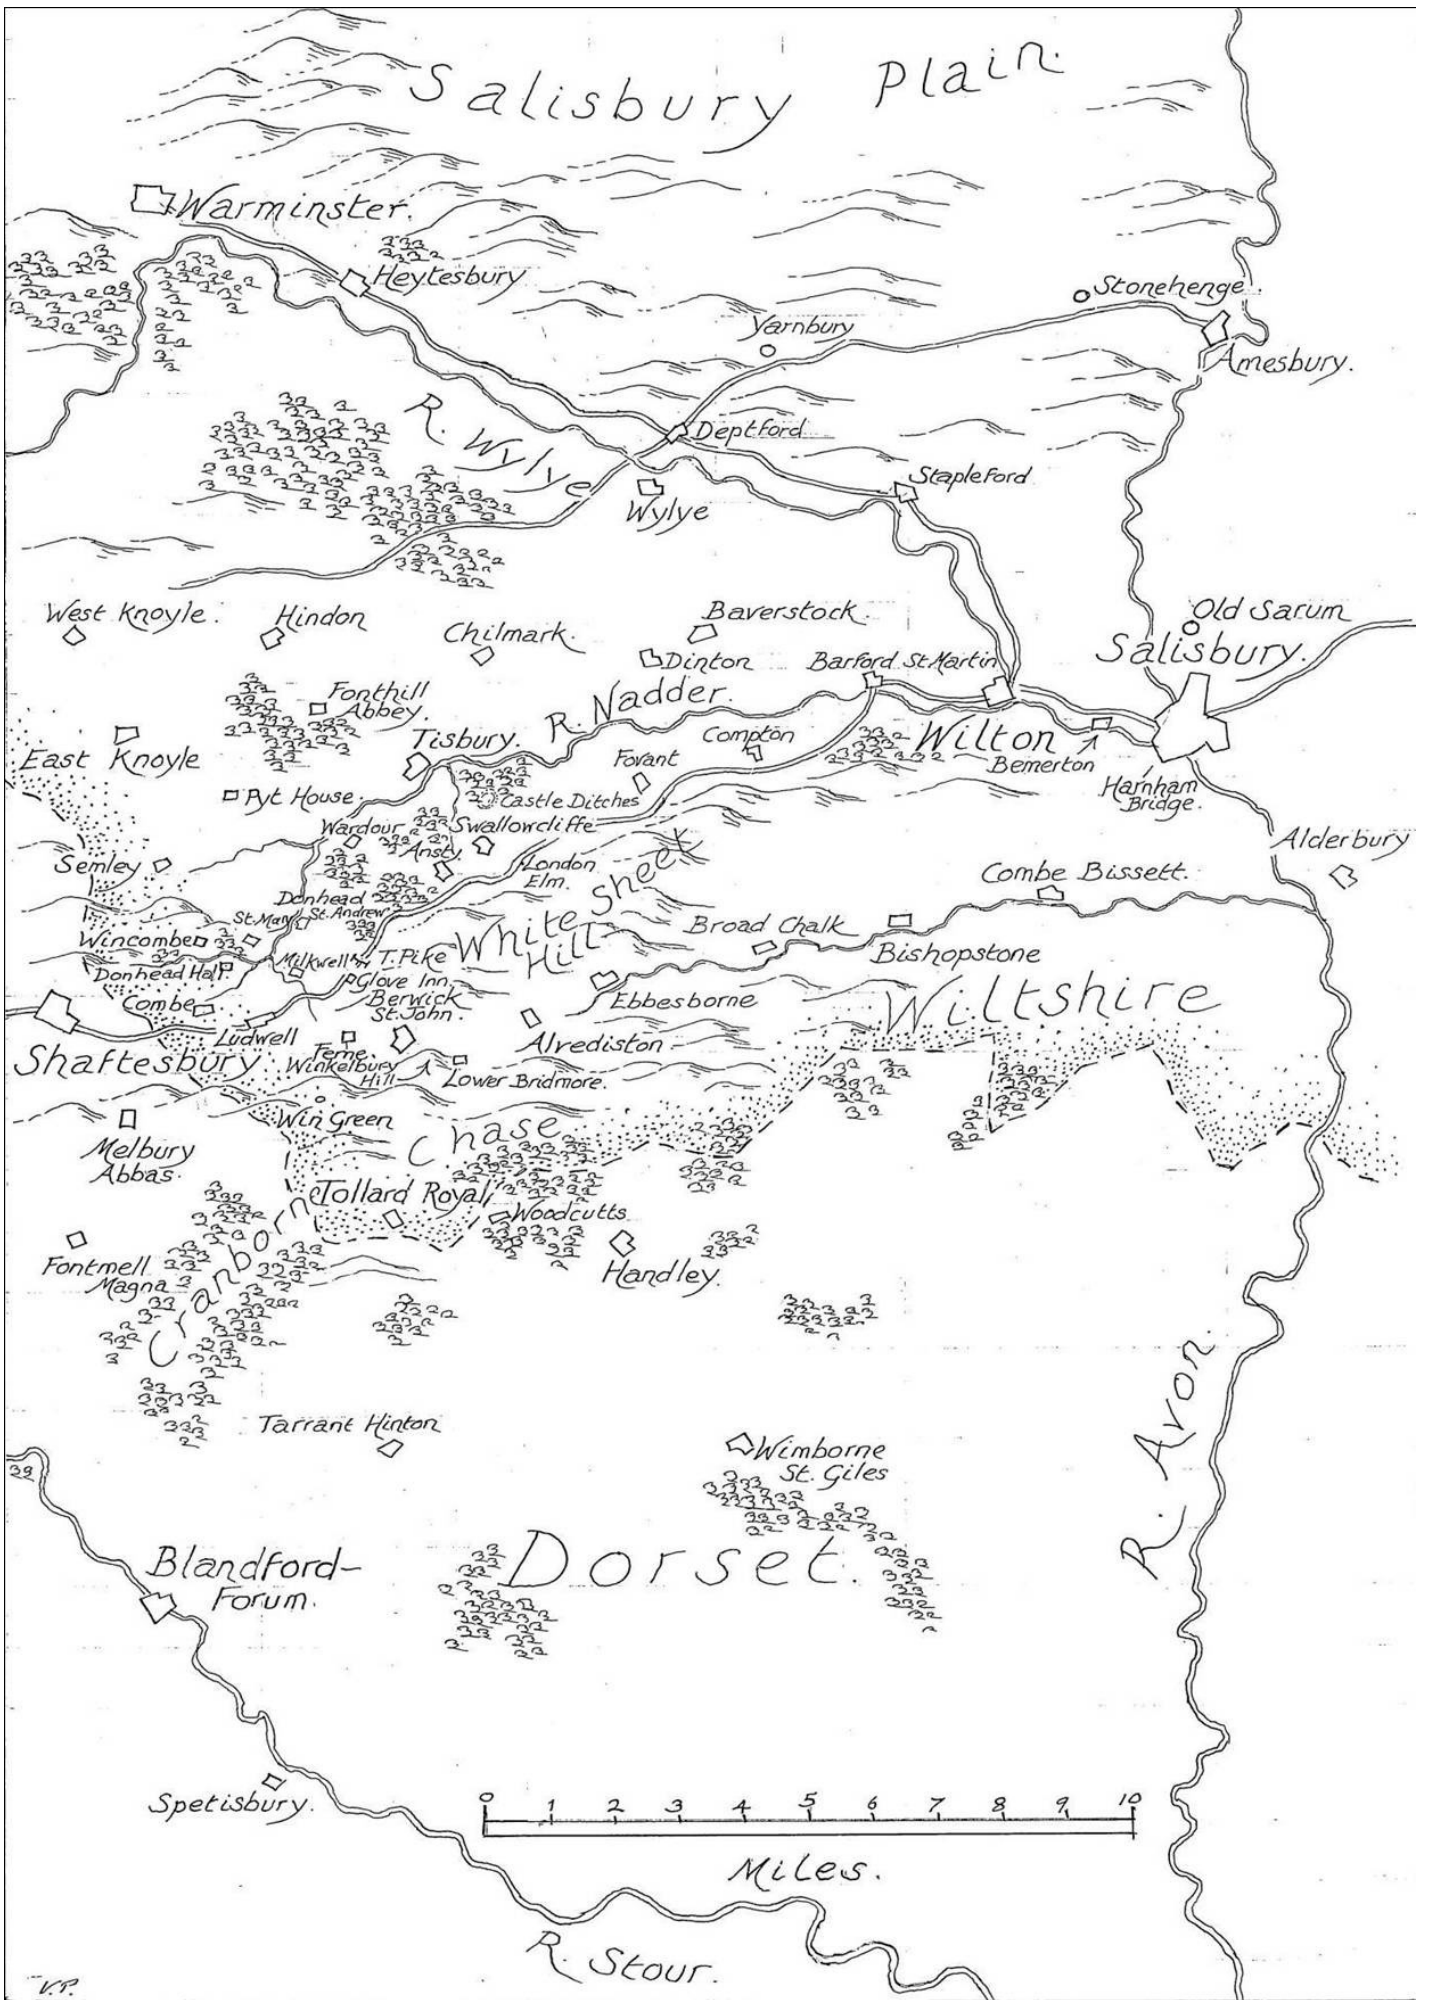 Salisbury Plain.
Warminster.
Heytesbury
Stonehenge.
Yarnbury
Amesbury.
R. Wylye
Deptford
Stapleford
Wylye
West Knoyle.
Hindon
Chilmark.
Baverstock.
Old Sarum
Dinton
Barford St. Martin
Salisbury.
Fonthill
Abbey.
R. Nadder.
Tisbury.
Compton
Wilton
East Knoyle
Fovant
Bemerton
Pyt House.
Castle Ditches
Harnham
Bridge.
Wardour
Swallowcliffe
Ansty.
Alderbury
Semley
London
Elm.
Combe Bissett.
Donhead
St. Mary St. Andrew
White Sheet
Hill
Broad Chalk
Wincombe
Bishopstone
Milkwell
T. Pike
Donhead Hall.
Glove Inn.
Ebbesborne
Wiltshire
Combe
Berwick
St. John.
Ludwell
Alvediston
Shaftesbury
Ferne.
Winkelbury
Hill
Lower Bridmore.
Win Green
Cranborne Chase
Melbury
Abbas.
Tollard Royal
Woodcutts
Fontmell
Magna
Handley.
R. Avon.
Tarrant Hinton
Wimborne
St. Giles
Blandford-
Forum.
Dorset.
Spetisbury.
0 1 2 3 4 5 6 7 8 9 10
Miles.
R. Stour.
V.P.